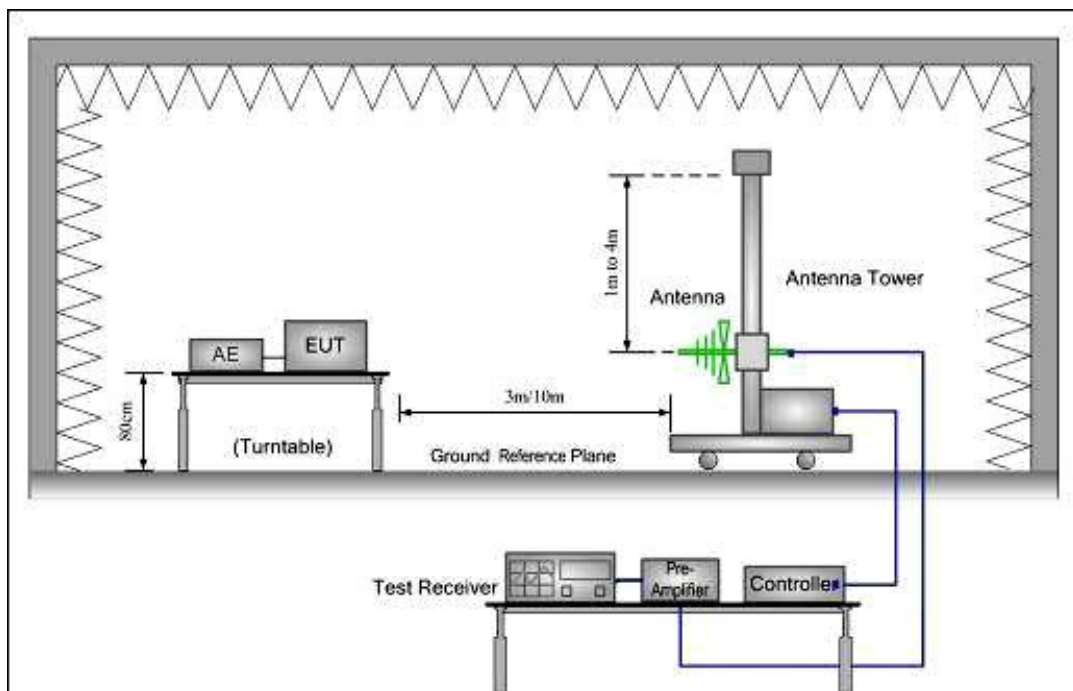 1m to 4m
Antenna
Antenna Tower
AE
EUT
80cm
3m/10m
(Turntable)
Ground Reference Plane
Test Receiver
Pre-
Amplifier
Controller